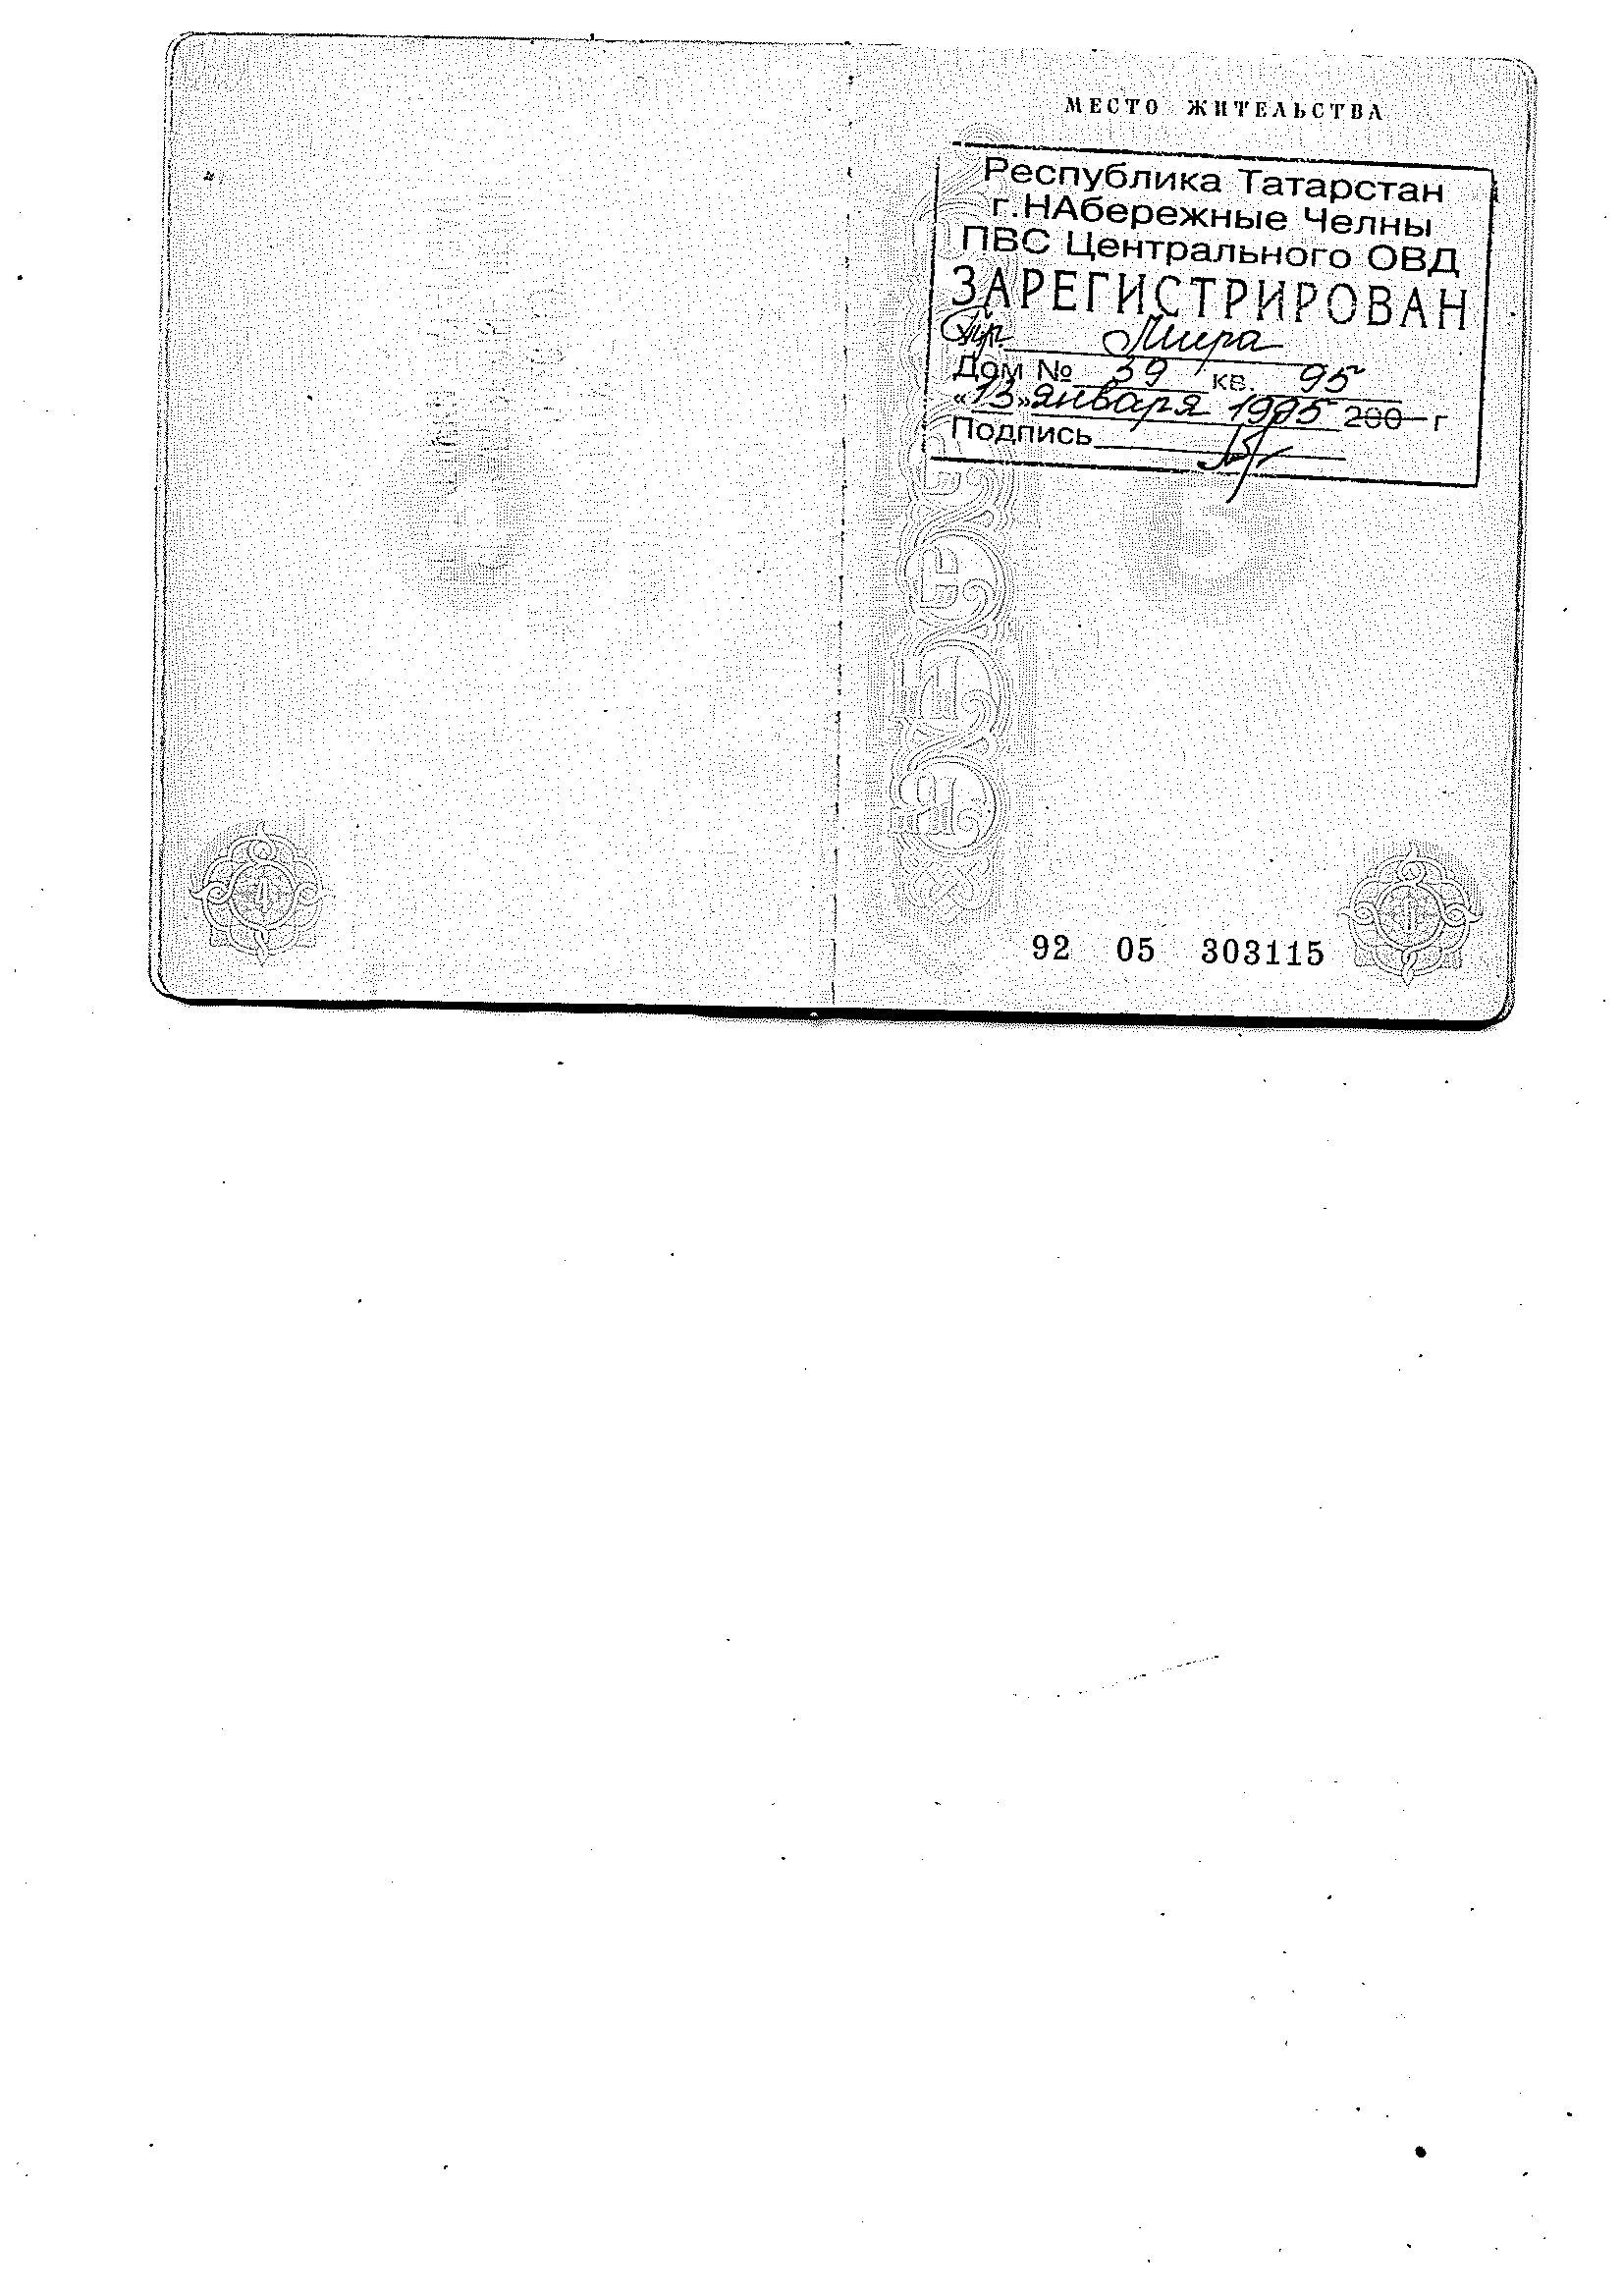 МЕСТО ЖИТЕЛЬСТВА
Республика Татарстан
г.НАбережные Челны
ПВС Центрального ОВД
ЗАРЕГИСТРИРОВАН
пр. Мира
Дом № 39 кв. 95
«13» января 1995 200 г
Подпись
92 05 303115